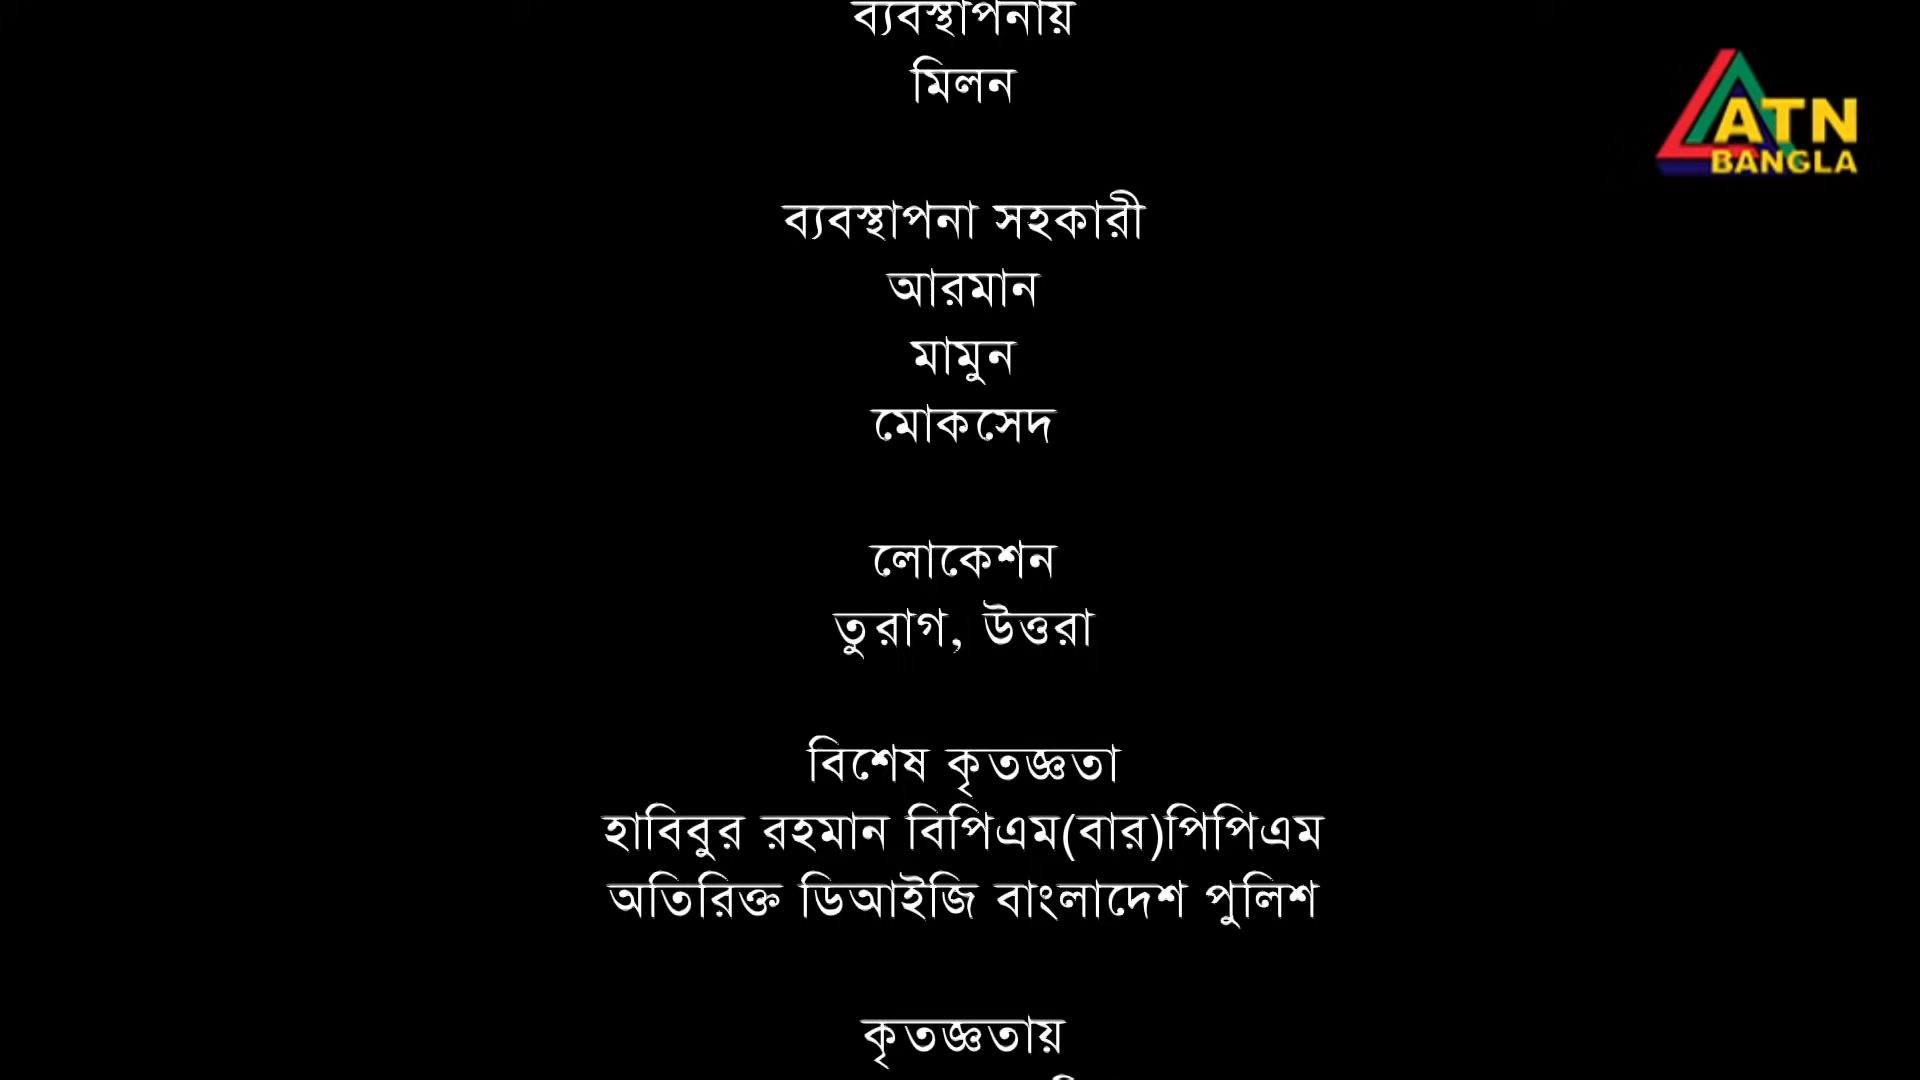 ব্যবস্থাপনায়
মিলন
ATN
BANGLA
ব্যবস্থাপনা সহকারী
আরমান
মামুন
মোকসেদ
লোকেশন
তুরাগ, উত্তরা
বিশেষ কৃতজ্ঞতা
হাবিবুর রহমান বিপিএম(বার)পিপিএম
অতিরিক্ত ডিআইজি বাংলাদেশ পুলিশ
কৃতজ্ঞতায়